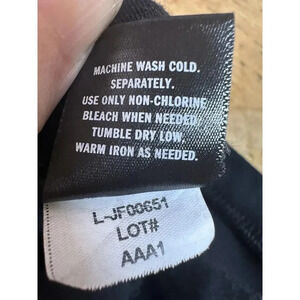 MACHINE WASH COLD.
SEPARATELY.
USE ONLY NON-CHLORINE
BLEACH WHEN NEEDED.
TUMBLE DRY LOW.
WARM IRON AS NEEDED.
L-JF00651
LOT#
AAA1